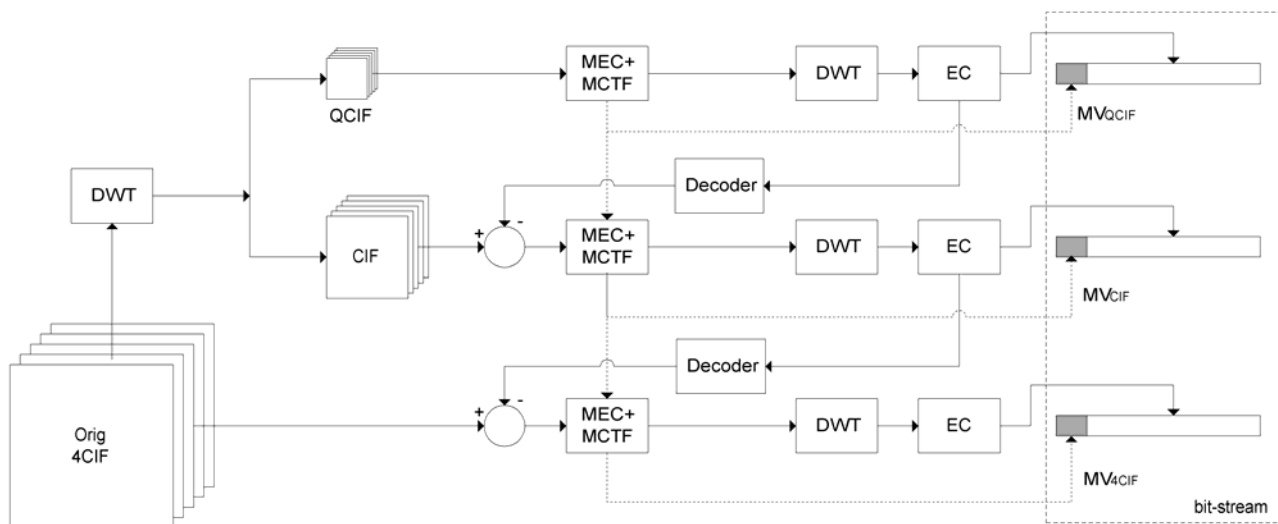 MEC+
MCTF
DWT
EC
QCIF
MVQCIF
DWT
Decoder
CIF
+
-
MEC+
MCTF
DWT
EC
MVCIF
Decoder
Orig
4CIF
+
-
MEC+
MCTF
DWT
EC
MV4CIF
bit-stream